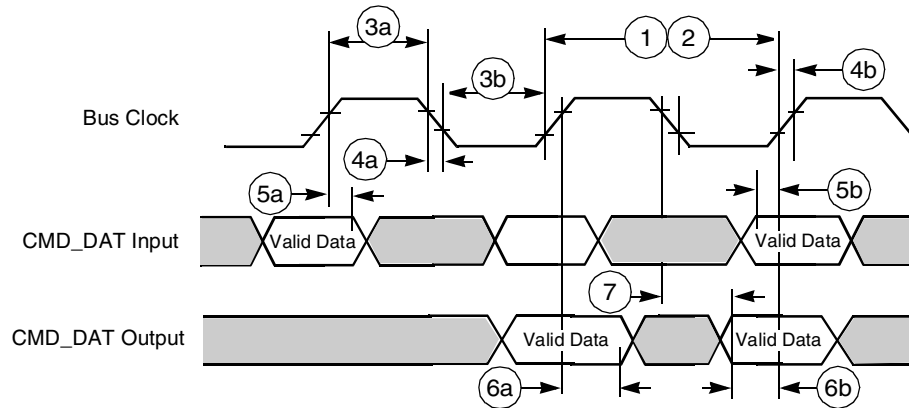 3a
1 2
3b
4b
Bus Clock
4a
5a
5b
CMD_DAT Input
Valid Data
Valid Data
7
CMD_DAT Output
Valid Data
Valid Data
6a
6b